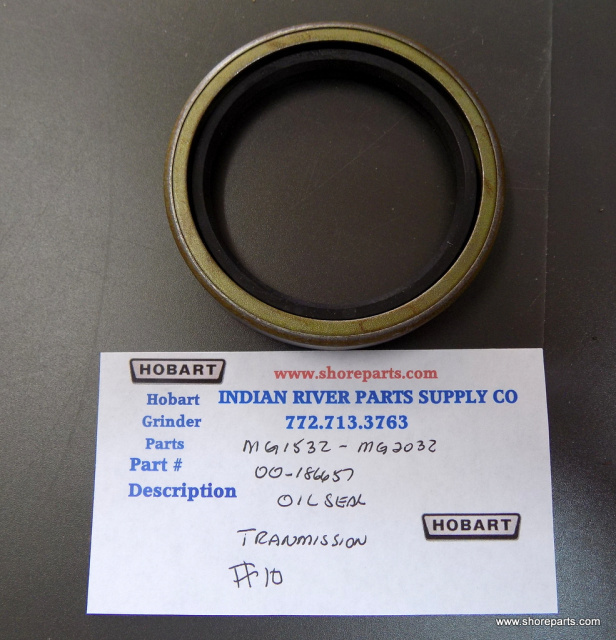 HOBART
www.shoreparts.com
Hobart INDIAN RIVER PARTS SUPPLY CO
Grinder 772.713.3763
Parts MG1532 - MG2032
Part # 00-186657
Description OIL SEAL
HOBART
TRANMISSION
#10
www.shoreparts.com